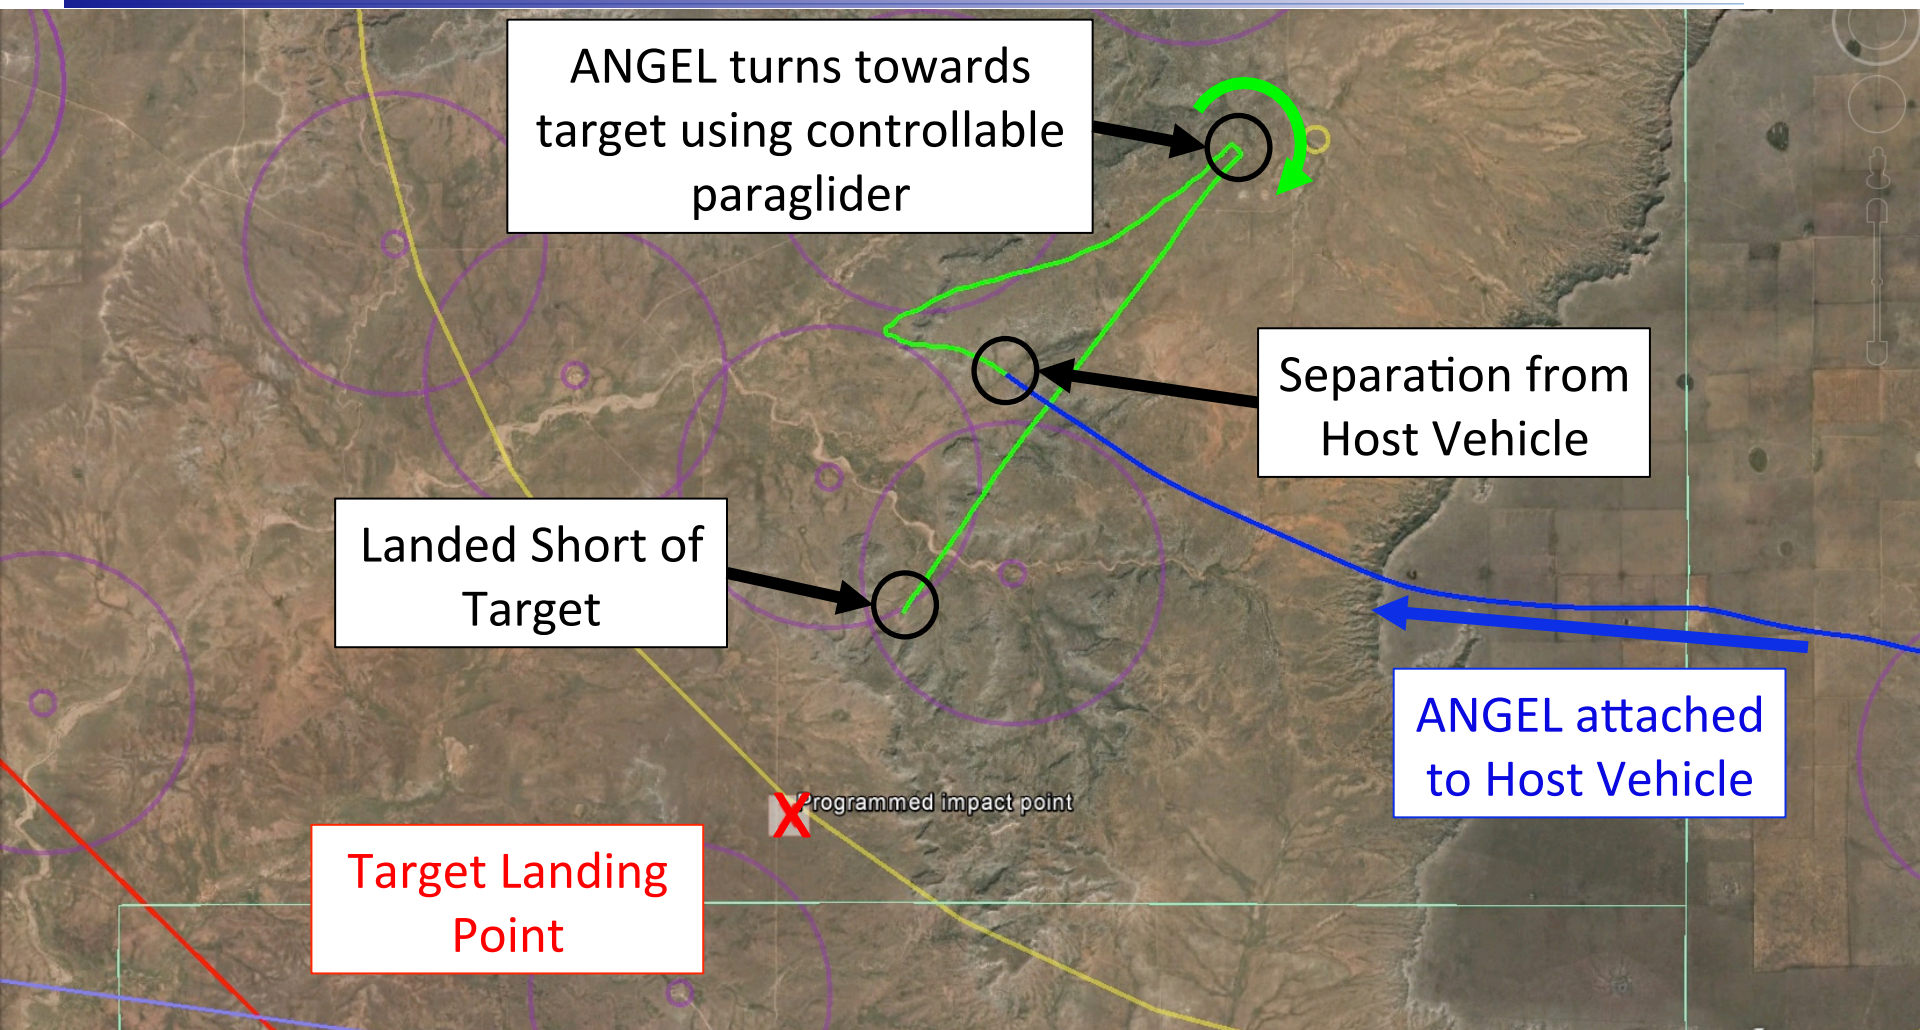 ANGEL turns towards
target using controllable
paraglider
Separation from
Host Vehicle
Landed Short of
Target
ANGEL attached
to Host Vehicle
X
Programmed impact point
Target Landing
Point